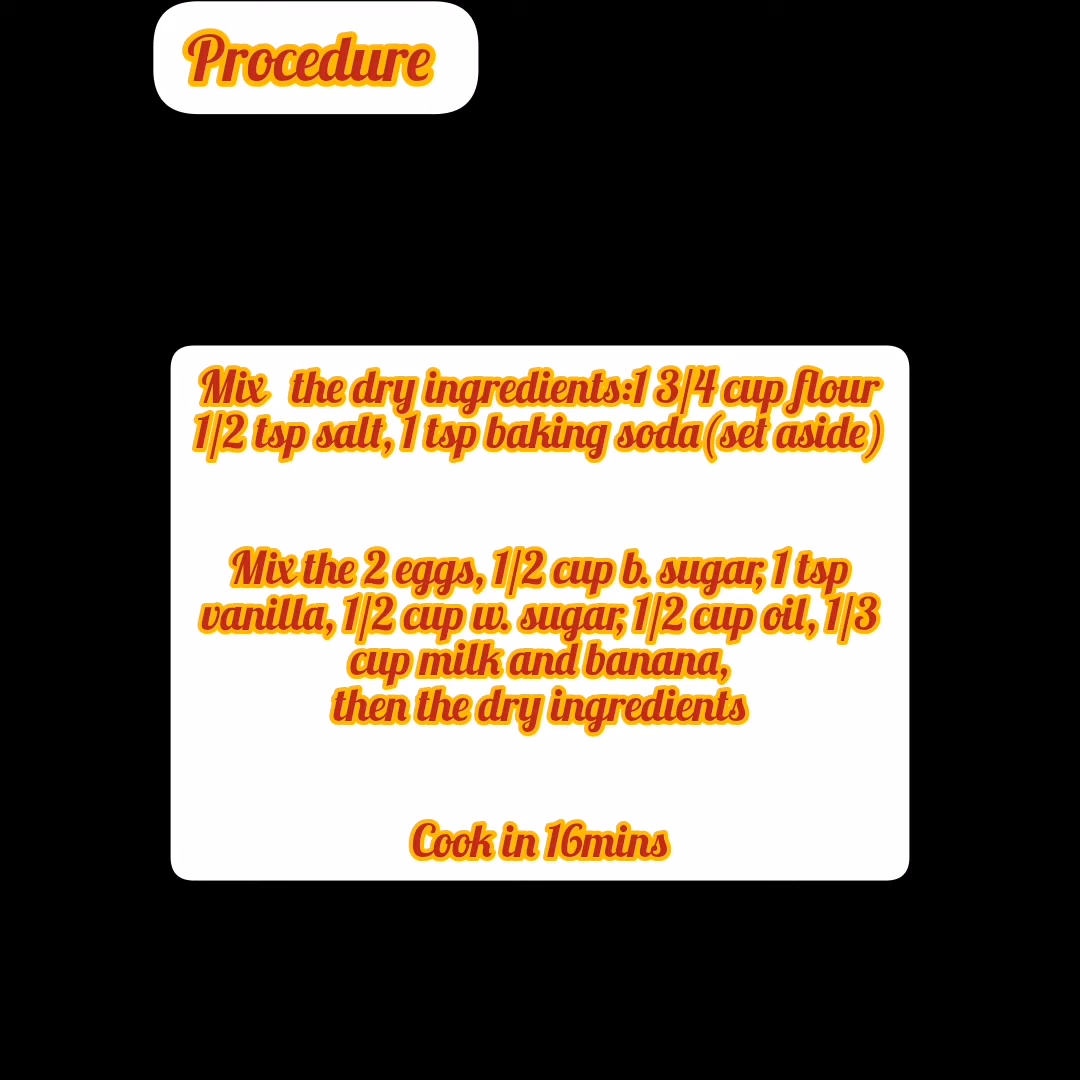 Procedure
Mix the dry ingredients:1 3/4 cup flour
1/2 tsp salt, 1 tsp baking soda(set aside)
Mix the 2 eggs, 1/2 cup b. sugar, 1 tsp
vanilla, 1/2 cup w. sugar, 1/2 cup oil, 1/3
cup milk and banana,
then the dry ingredients
Cook in 16mins